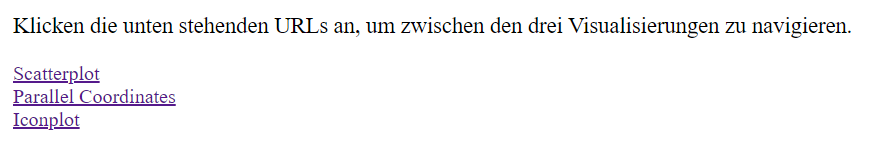 Klicken die unten stehenden URLs an, um zwischen den drei Visualisierungen zu navigieren.
Scatterplot
Parallel Coordinates
Iconplot